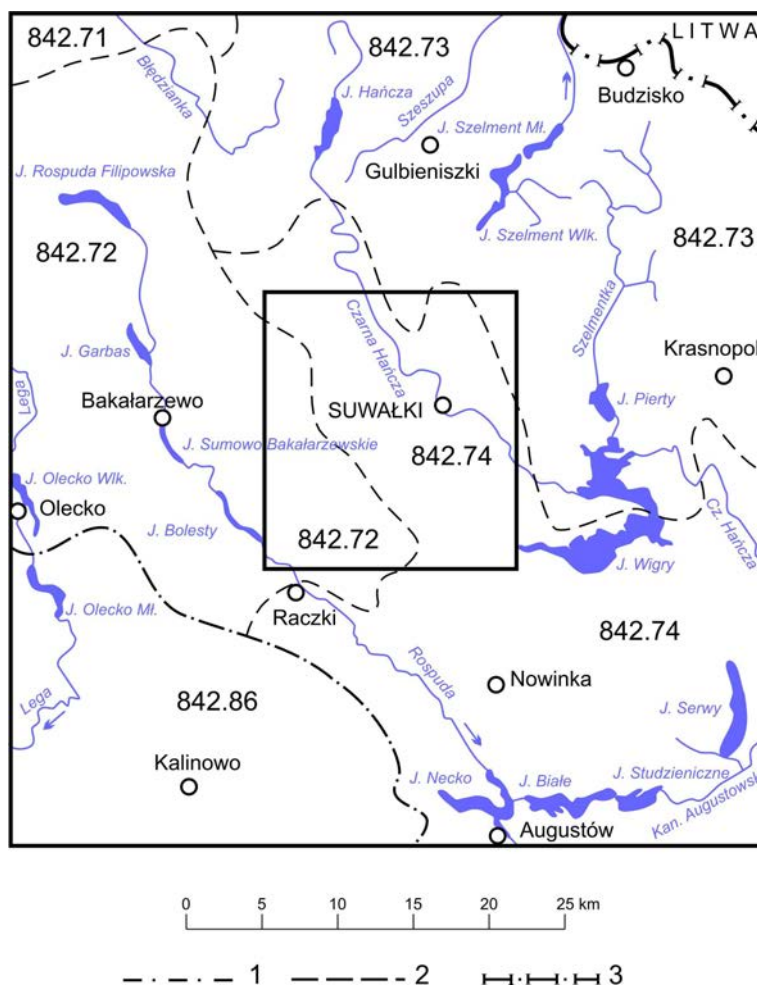 842.71
842.73
LITWA
Błędzianka
J. Hańcza
Szeszupa
Budzisko
J. Szelment Mł.
Gulbieniszki
J. Rospuda Filipowska
J. Szelment Wlk.
842.72
842.73
Czarna Hańcza
Szelmentka
J. Garbas
Krasnopol
Lega
Bakałarzewo
SUWAŁKI
J. Pierty
J. Sumowo Bakałarzewskie
842.74
J. Olecko Wlk.
Olecko
J. Bolesty
842.72
Cz. Hańcza
J. Wigry
Raczki
J. Olecko Mł.
842.74
Rospuda
Nowinka
Lega
842.86
J. Serwy
Kalinowo
J. Necko
J. Białe
J. Studzieniczne
Kan. Augustowsk
Augustów
0 5 10 15 20 25 km
1 2 3